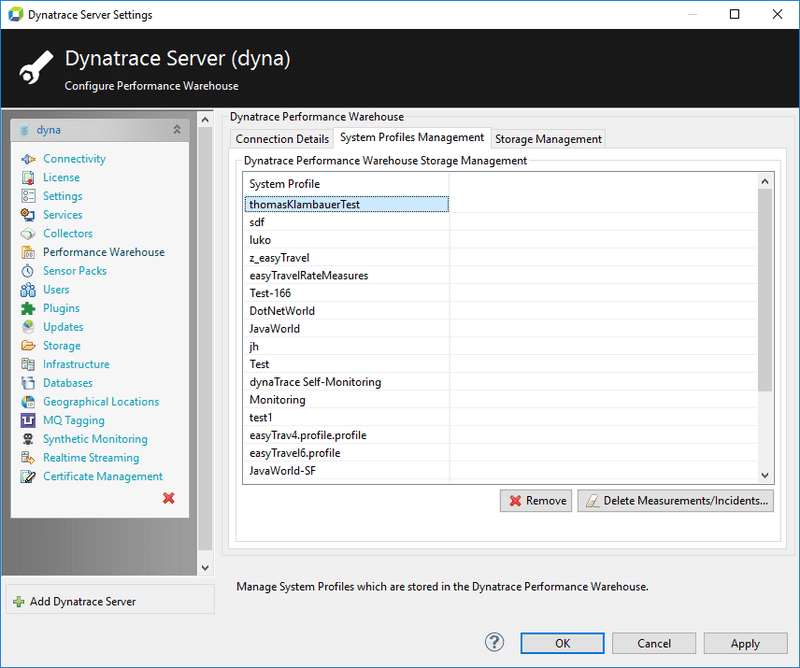 Dynatrace Server Settings
Dynatrace Server (dyna)
Configure Performance Warehouse
dyna
Connectivity
License
Settings
Services
Collectors
Performance Warehouse
Sensor Packs
Users
Plugins
Updates
Storage
Infrastructure
Databases
Geographical Locations
MQ Tagging
Synthetic Monitoring
Realtime Streaming
Certificate Management
Add Dynatrace Server
Dynatrace Performance Warehouse
Connection Details System Profiles Management Storage Management
Dynatrace Performance Warehouse Storage Management
System Profile
thomasKlambauerTest
sdf
luko
z_easyTravel
easyTravelRateMeasures
Test-166
DotNetWorld
JavaWorld
jh
Test
dynaTrace Self-Monitoring
Monitoring
test1
easyTrav4.profile.profile
easyTravel6.profile
JavaWorld-SF
Remove Delete Measurements/Incidents...
Manage System Profiles which are stored in the Dynatrace Performance Warehouse.
? OK Cancel Apply